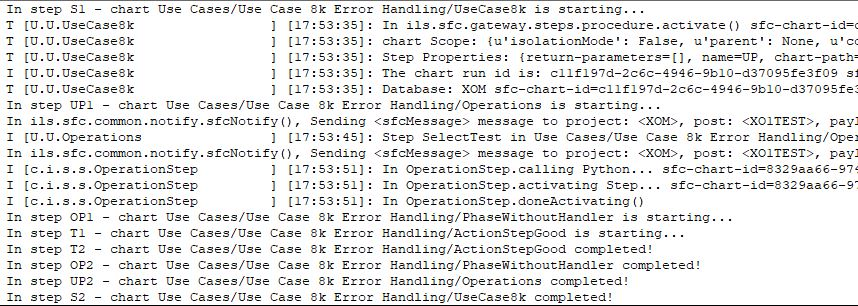 In step S1 - chart Use Cases/Use Case 8k Error Handling/UseCase8k is starting...
T [U.U.UseCase8k ] [17:53:35]: In ils.sfc.gateway.steps.procedure.activate() sfc-chart-id=c
T [U.U.UseCase8k ] [17:53:35]: chart Scope: {u'isolationMode': False, u'parent': None, u'co
T [U.U.UseCase8k ] [17:53:35]: Step Properties: {return-parameters=[], name=UP, chart-path=
I [U.U.UseCase8k ] [17:53:35]: The chart run id is: c11f197d-2c6c-4946-9b10-d37095fe3f09 sf
T [U.U.UseCase8k ] [17:53:35]: Database: XOM sfc-chart-id=c11f197d-2c6c-4946-9b10-d37095fe3
In step UP1 - chart Use Cases/Use Case 8k Error Handling/Operations is starting...
In ils.sfc.common.notify.sfcNotify(), Sending <sfcMessage> message to project: <XOM>, post: <XO1TEST>, payl
I [U.U.Operations ] [17:53:45]: Step SelectTest in Use Cases/Use Case 8k Error Handling/Ope
In ils.sfc.common.notify.sfcNotify(), Sending <sfcMessage> message to project: <XOM>, post: <XO1TEST>, payl
I [c.i.s.s.OperationStep ] [17:53:51]: In OperationStep.calling Python... sfc-chart-id=8329aa66-974
I [c.i.s.s.OperationStep ] [17:53:51]: In OperationStep.activating Step... sfc-chart-id=8329aa66-97
I [c.i.s.s.OperationStep ] [17:53:51]: In OperationStep.doneActivating()
In step OP1 - chart Use Cases/Use Case 8k Error Handling/PhaseWithoutHandler is starting...
In step T1 - chart Use Cases/Use Case 8k Error Handling/ActionStepGood is starting...
In step T2 - chart Use Cases/Use Case 8k Error Handling/ActionStepGood completed!
In step OP2 - chart Use Cases/Use Case 8k Error Handling/PhaseWithoutHandler completed!
In step UP2 - chart Use Cases/Use Case 8k Error Handling/Operations completed!
In step S2 - chart Use Cases/Use Case 8k Error Handling/UseCase8k completed!